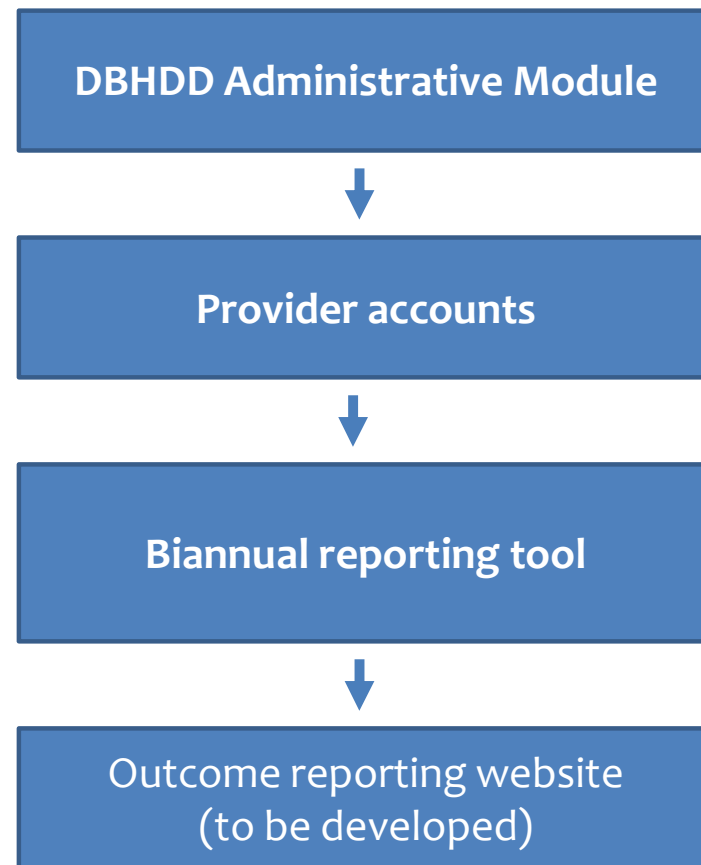 DBHDD Administrative Module
Provider accounts
Biannual reporting tool
Outcome reporting website
(to be developed)